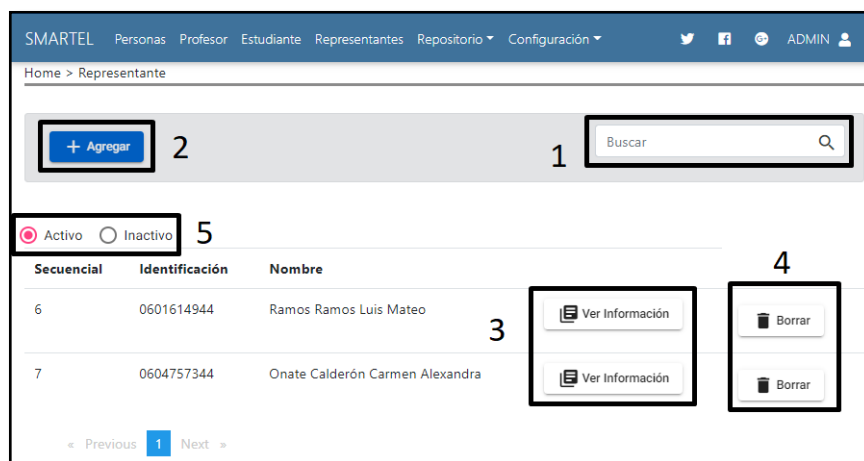 SMARTEL Personas Profesor Estudiante Representantes Repositorio Configuración ADMIN
Home > Representante
+ Agregar 2 1 Buscar
Activo Inactivo 5
4
Secuencial Identificación Nombre
6 0601614944 Ramos Ramos Luis Mateo Ver Información Borrar
3
7 0604757344 Onate Calderón Carmen Alexandra Ver Información Borrar
« Previous 1 Next »